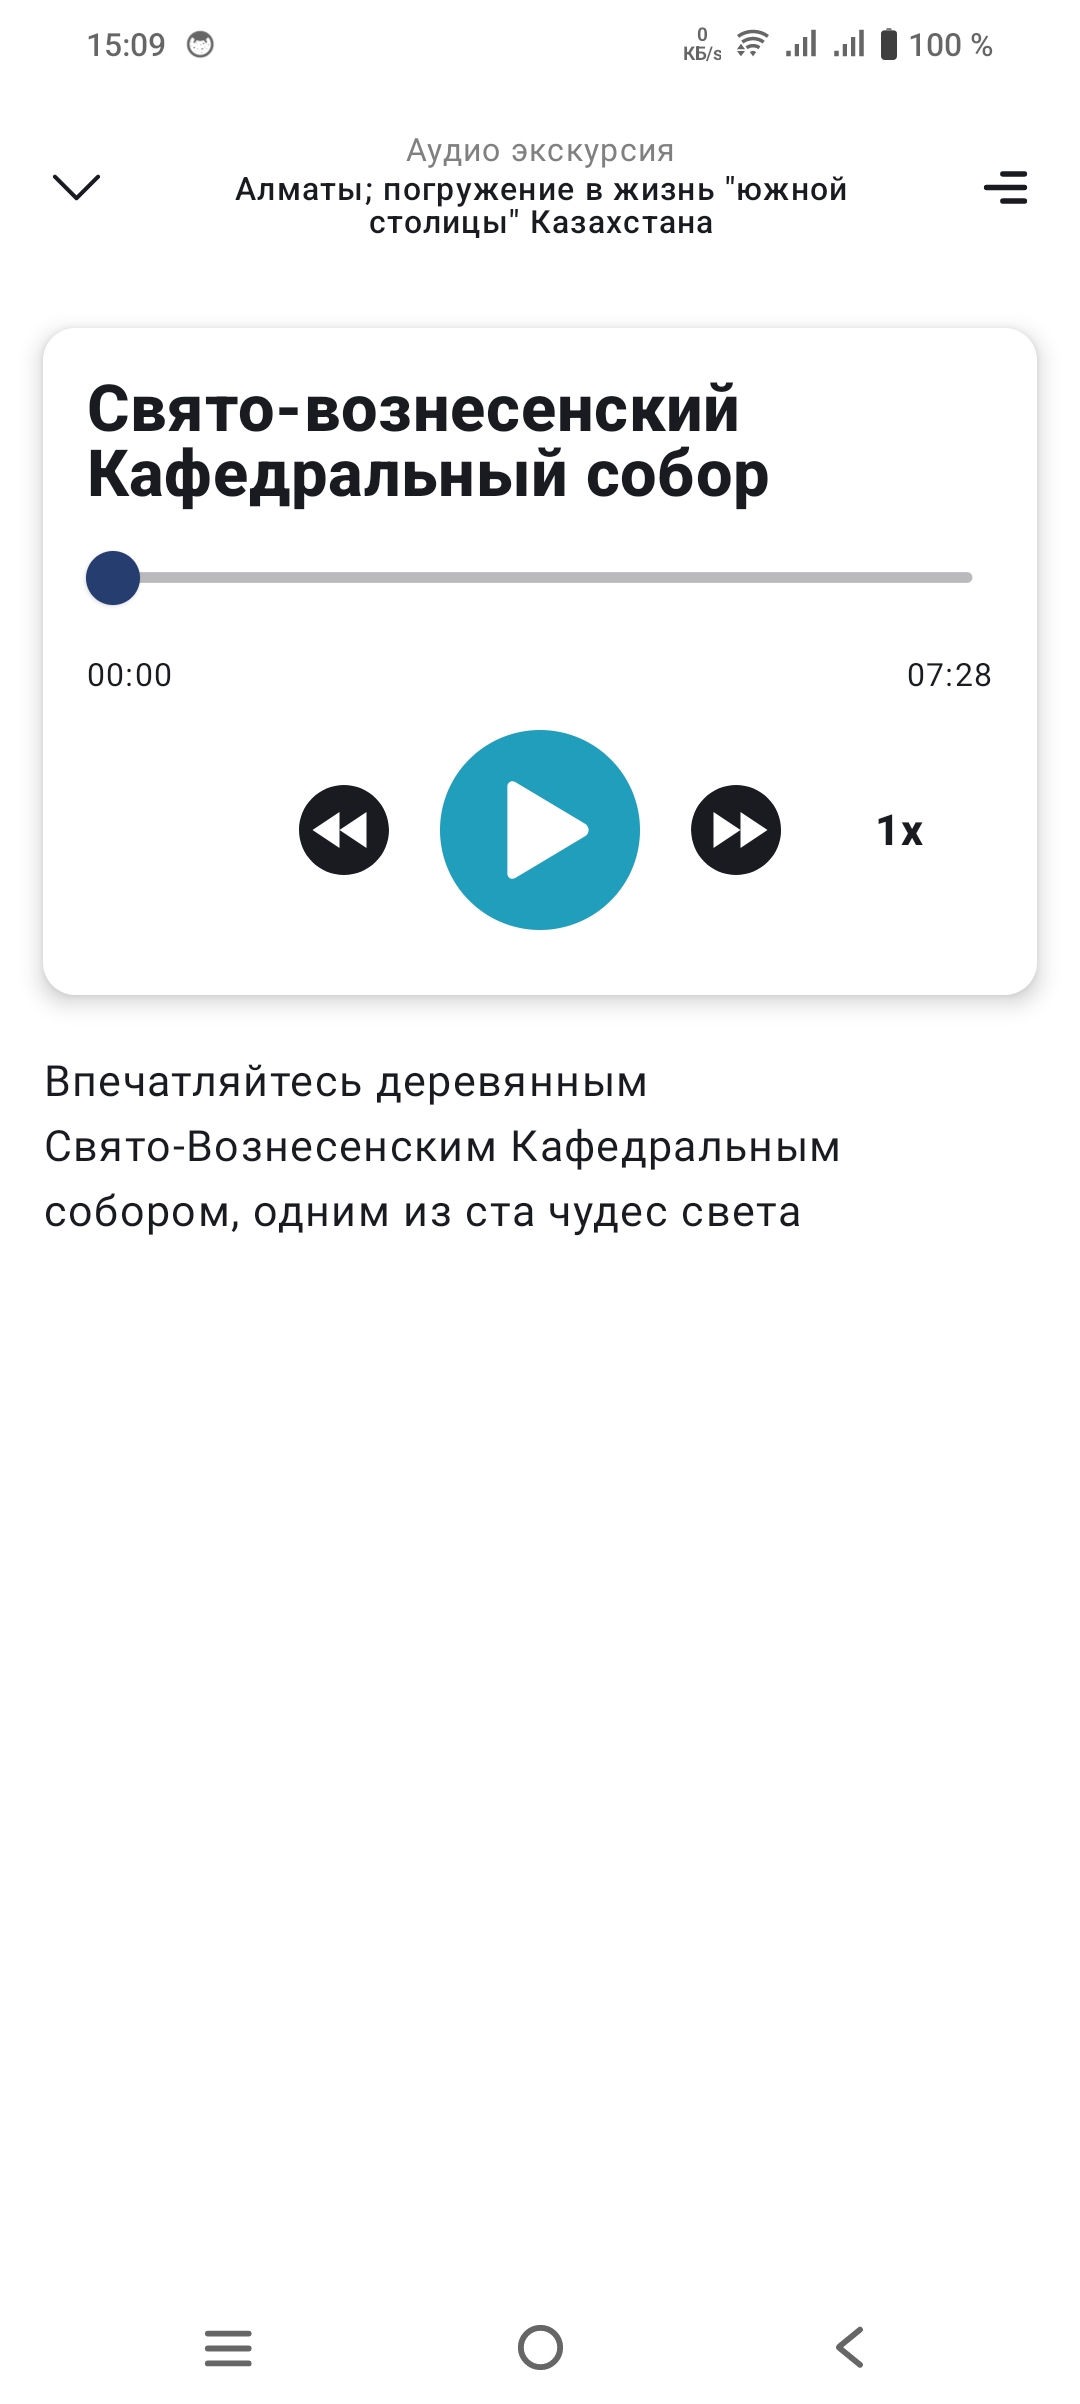 15:09
0
КБ/s
100 %
Аудио экскурсия
Алматы; погружение в жизнь "южной
столицы" Казахстана
Свято-вознесенский
Кафедральный собор
00:00
07:28
1x
Впечатляйтесь деревянным
Свято-Вознесенским Кафедральным
собором, одним из ста чудес света